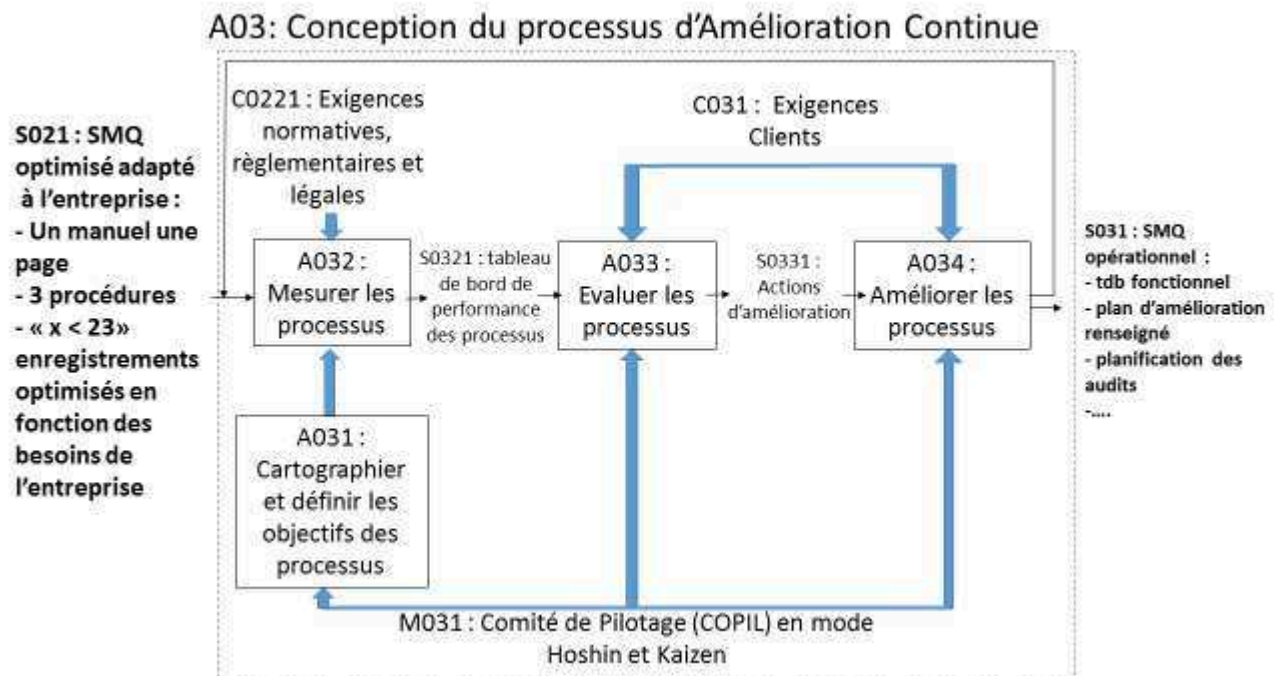 A03: Conception du processus d'Amélioration Continue
S021 : SMQ
optimisé adapté
à l'entreprise :
- Un manuel une
page
- 3 procédures
- « x < 23»
enregistrements
optimisés en
fonction des
besoins de
l'entreprise
C0221 : Exigences
normatives,
règlementaires et
légales
C031 : Exigences
Clients
A032 :
Mesurer les
processus
S0321 : tableau
de bord de
performance
des processus
A033 :
Evaluer les
processus
S0331 :
Actions
d'amélioration
A034 :
Améliorer les
processus
S031 : SMQ
opérationnel :
- tdb fonctionnel
- plan d'amélioration
renseigné
- planification des
audits
-....
A031 :
Cartographier
et définir les
objectifs des
processus
M031 : Comité de Pilotage (COPIL) en mode
Hoshin et Kaizen